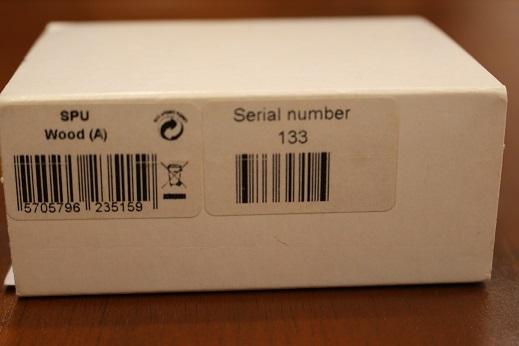 SPU
Wood (A)
5705796 235159
Serial number
133